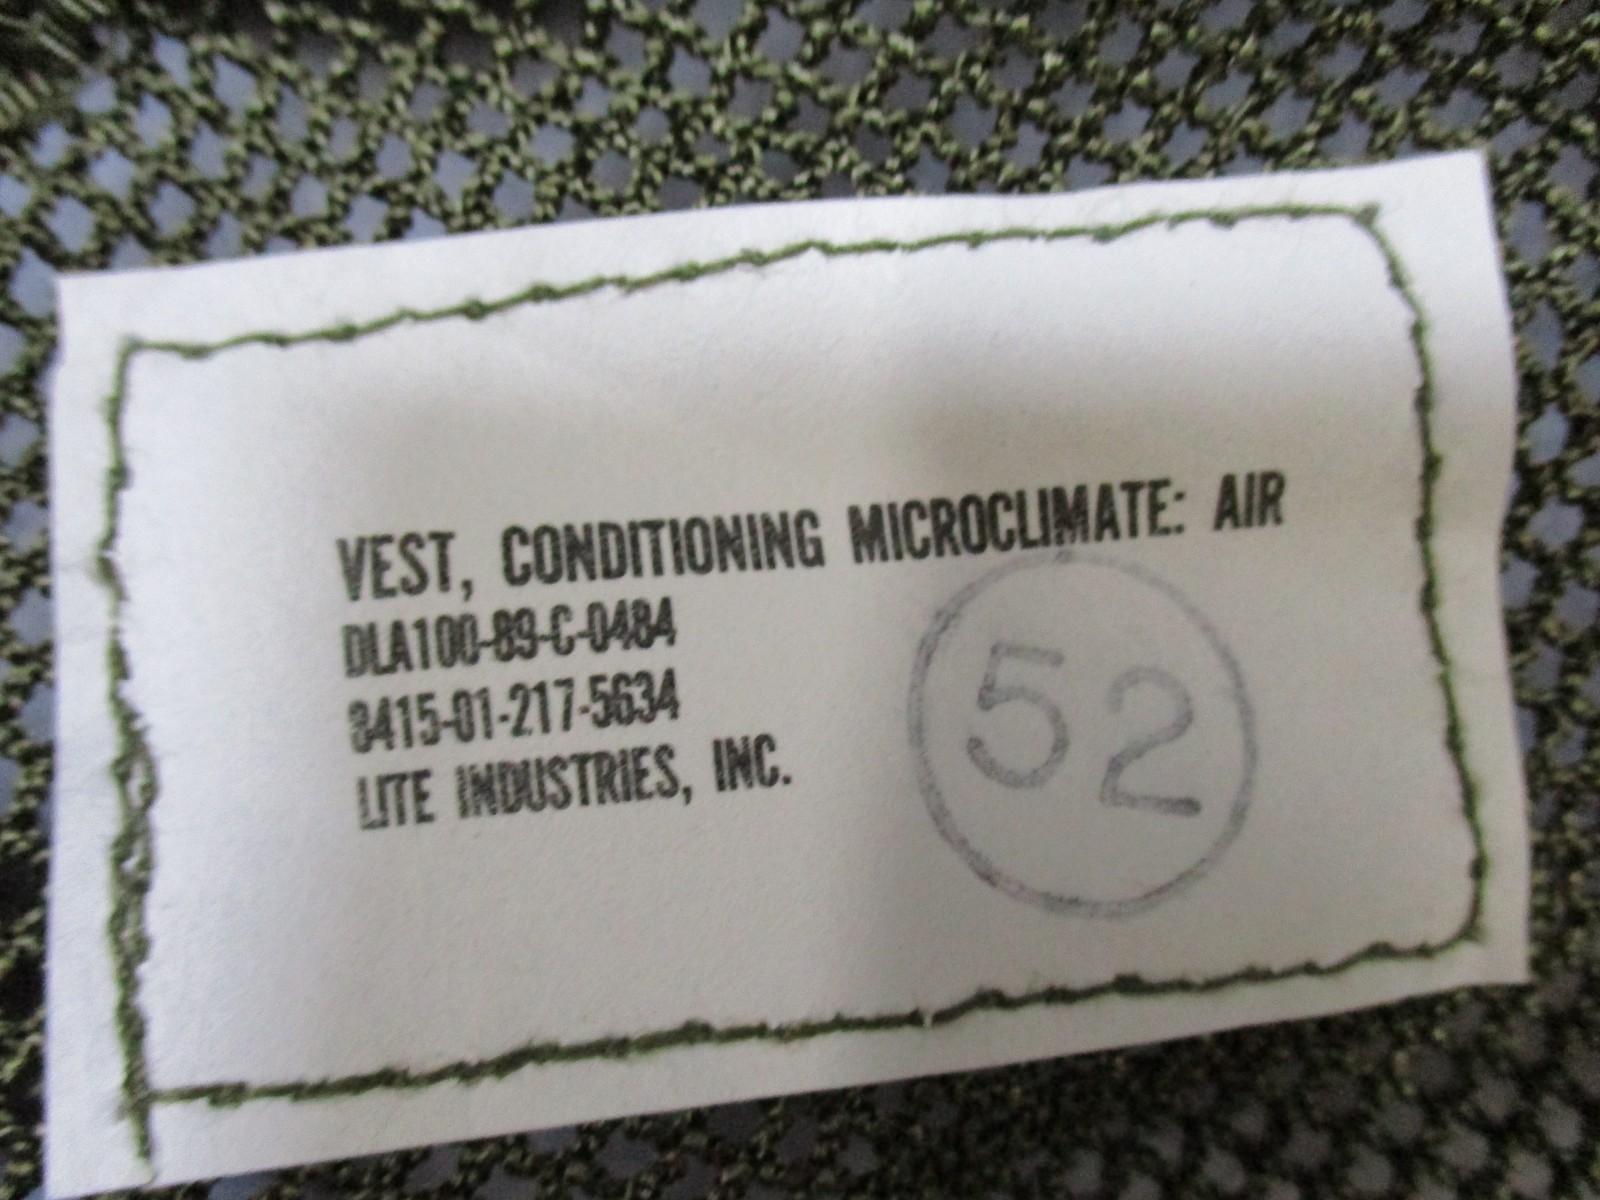 VEST, CONDITIONING MICROCLIMATE: AIR
DLA100-89-C-0484
8415-01-217-5634
LITE INDUSTRIES, INC.
52